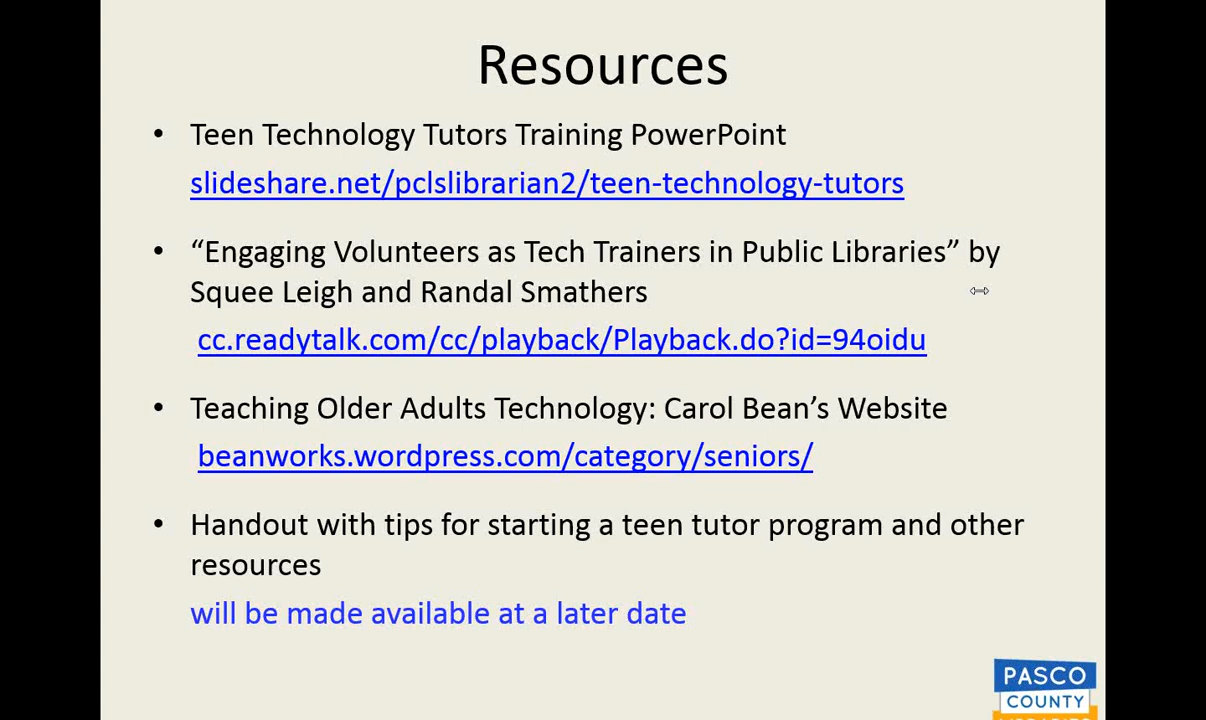 Resources
• Teen Technology Tutors Training PowerPoint
slideshare.net/pclslibrarian2/teen-technology-tutors
• “Engaging Volunteers as Tech Trainers in Public Libraries” by
Squee Leigh and Randal Smathers
cc.readytalk.com/cc/playback/Playback.do?id=94oidu
• Teaching Older Adults Technology: Carol Bean’s Website
beanworks.wordpress.com/category/seniors/
• Handout with tips for starting a teen tutor program and other
resources
will be made available at a later date
PASCO
COUNTY